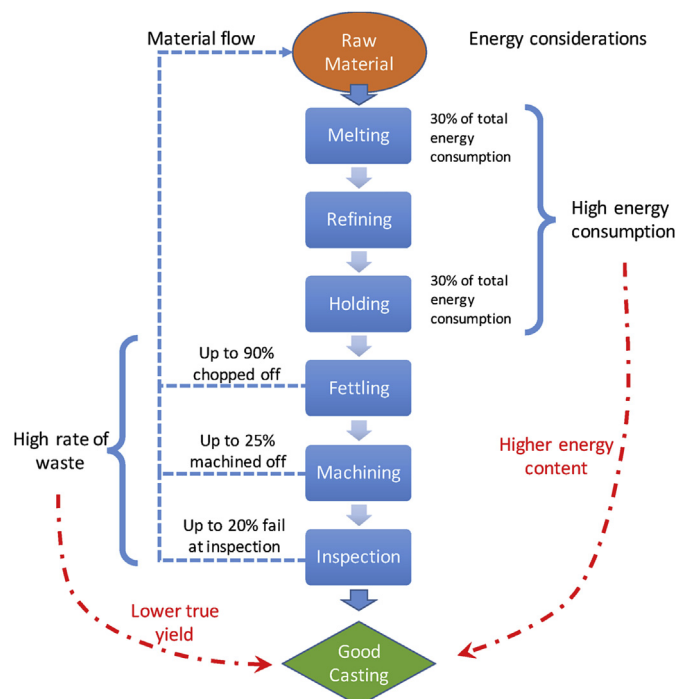 Material flow
Raw
Material
Energy considerations
Melting
30% of total
energy
consumption
Refining
High energy
consumption
Holding
30% of total
energy
consumption
Up to 90%
chopped off
Fettling
High rate of
waste
Up to 25%
machined off
Machining
Higher energy
content
Up to 20% fail
at inspection
Inspection
Lower true
yield
Good
Casting